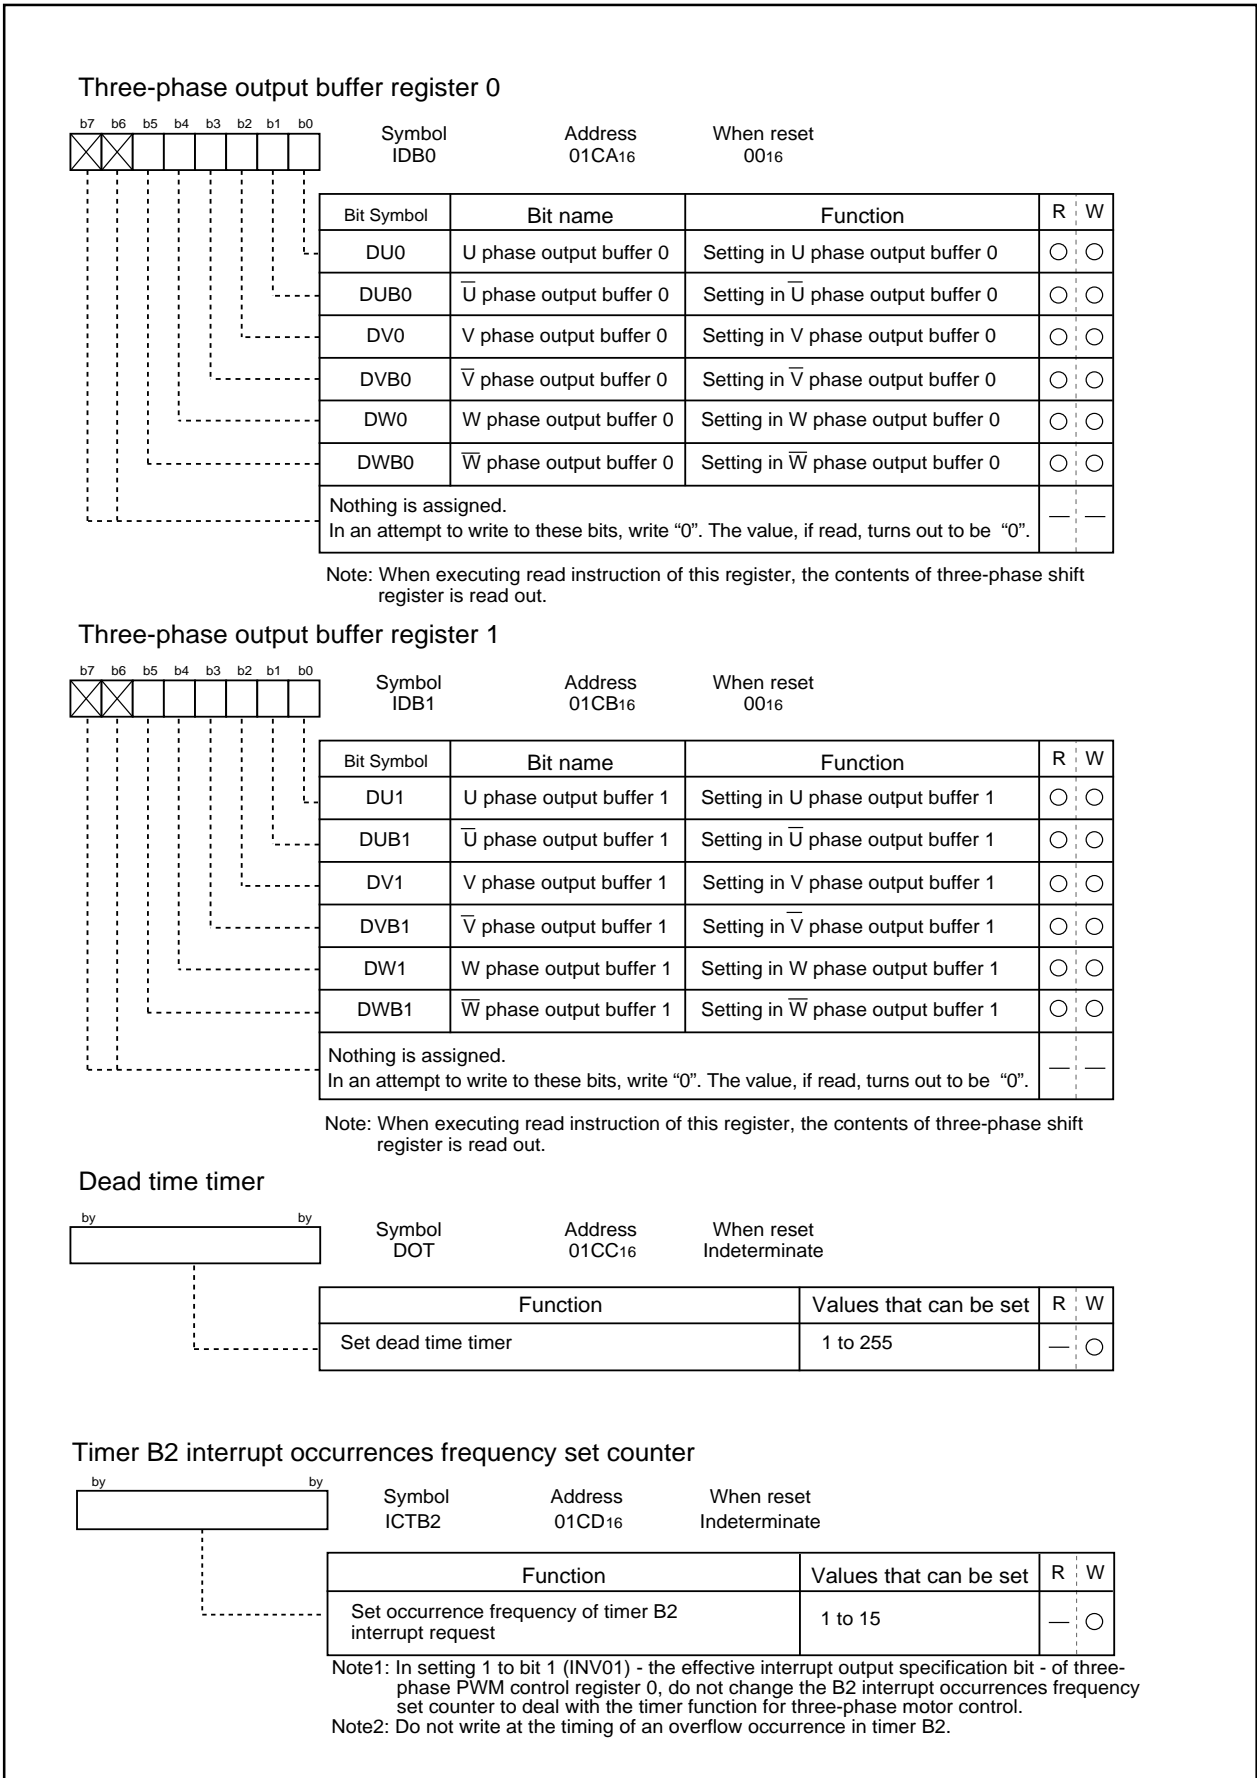 Three-phase output buffer register 0
b7 b6 b5 b4 b3 b2 b1 b0
Symbol Address When reset
IDB0 01CA16 0016
Bit Symbol Bit name Function R W
DU0 U phase output buffer 0 Setting in U phase output buffer 0
DUB0 U̅ phase output buffer 0 Setting in U̅ phase output buffer 0
DV0 V phase output buffer 0 Setting in V phase output buffer 0
DVB0 V̅ phase output buffer 0 Setting in V̅ phase output buffer 0
DW0 W phase output buffer 0 Setting in W phase output buffer 0
DWB0 W̅ phase output buffer 0 Setting in W̅ phase output buffer 0
Nothing is assigned.
In an attempt to write to these bits, write “0”. The value, if read, turns out to be “0”. — —
Note: When executing read instruction of this register, the contents of three-phase shift
register is read out.
Three-phase output buffer register 1
b7 b6 b5 b4 b3 b2 b1 b0
Symbol Address When reset
IDB1 01CB16 0016
Bit Symbol Bit name Function R W
DU1 U phase output buffer 1 Setting in U phase output buffer 1
DUB1 U̅ phase output buffer 1 Setting in U̅ phase output buffer 1
DV1 V phase output buffer 1 Setting in V phase output buffer 1
DVB1 V̅ phase output buffer 1 Setting in V̅ phase output buffer 1
DW1 W phase output buffer 1 Setting in W phase output buffer 1
DWB1 W̅ phase output buffer 1 Setting in W̅ phase output buffer 1
Nothing is assigned.
In an attempt to write to these bits, write “0”. The value, if read, turns out to be “0”. — —
Note: When executing read instruction of this register, the contents of three-phase shift
register is read out.
Dead time timer
by by
Symbol Address When reset
DOT 01CC16 Indeterminate
Function Values that can be set R W
Set dead time timer 1 to 255 —
Timer B2 interrupt occurrences frequency set counter
by by
Symbol Address When reset
ICTB2 01CD16 Indeterminate
Function Values that can be set R W
Set occurrence frequency of timer B2
interrupt request 1 to 15 —
Note1: In setting 1 to bit 1 (INV01) - the effective interrupt output specification bit - of three-
phase PWM control register 0, do not change the B2 interrupt occurrences frequency
set counter to deal with the timer function for three-phase motor control.
Note2: Do not write at the timing of an overflow occurrence in timer B2.